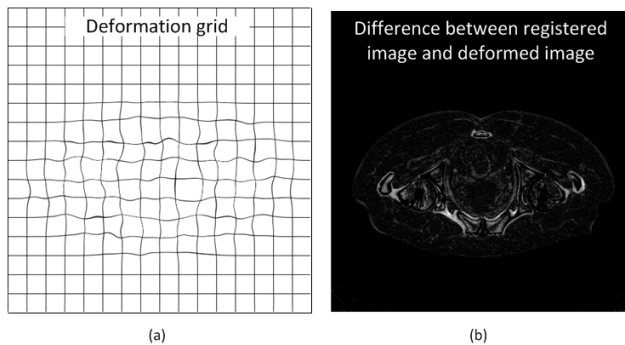 Deformation grid
Difference between registered
image and deformed image
(a)
(b)